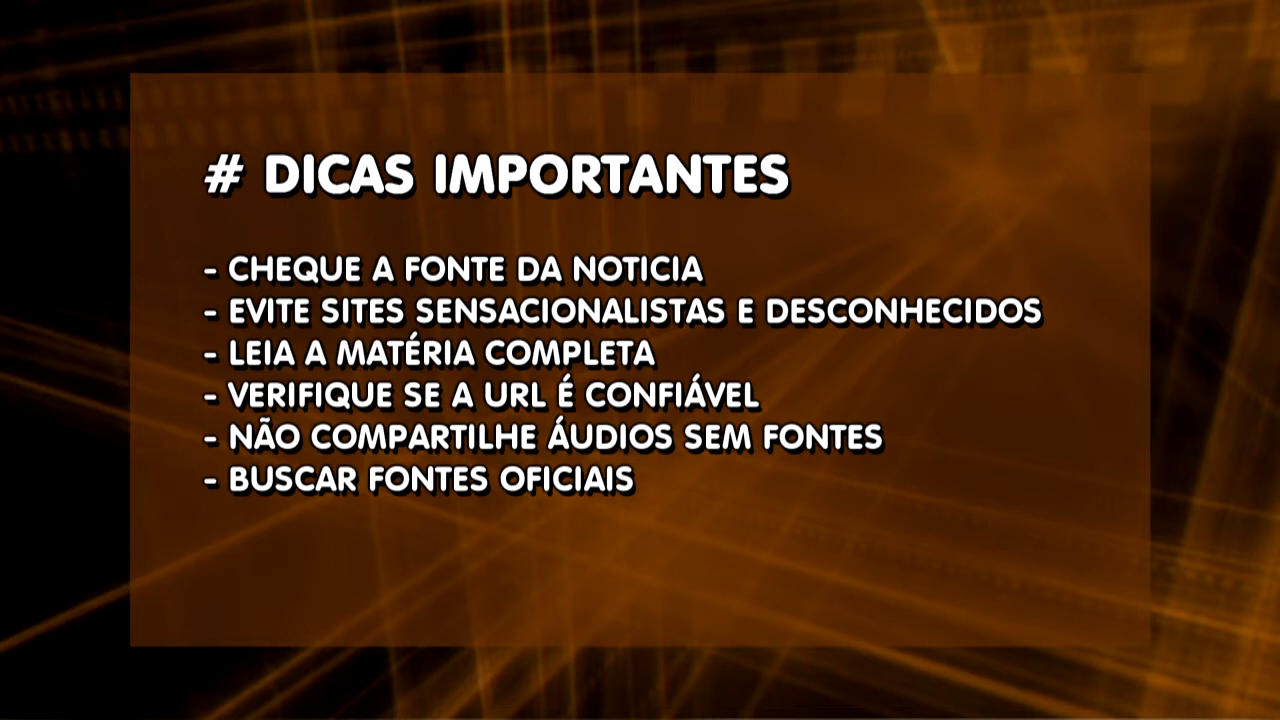 # DICAS IMPORTANTES
- CHEQUE A FONTE DA NOTICIA
- EVITE SITES SENSACIONALISTAS E DESCONHECIDOS
- LEIA A MATÉRIA COMPLETA
- VERIFIQUE SE A URL É CONFIÁVEL
- NÃO COMPARTILHE ÁUDIOS SEM FONTES
- BUSCAR FONTES OFICIAIS